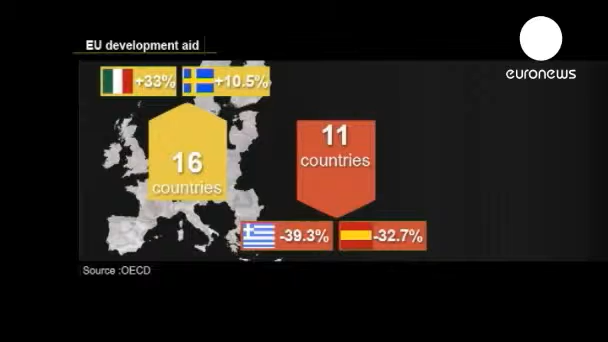 EU development aid
euronews
+33%
+10.5%
16
countries
11
countries
-39.3%
-32.7%
Source :OECD